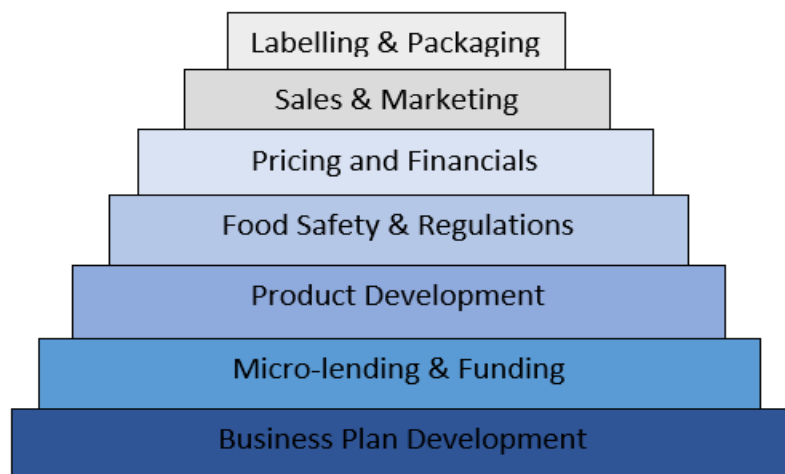 Labelling & Packaging
Sales & Marketing
Pricing and Financials
Food Safety & Regulations
Product Development
Micro-lending & Funding
Business Plan Development